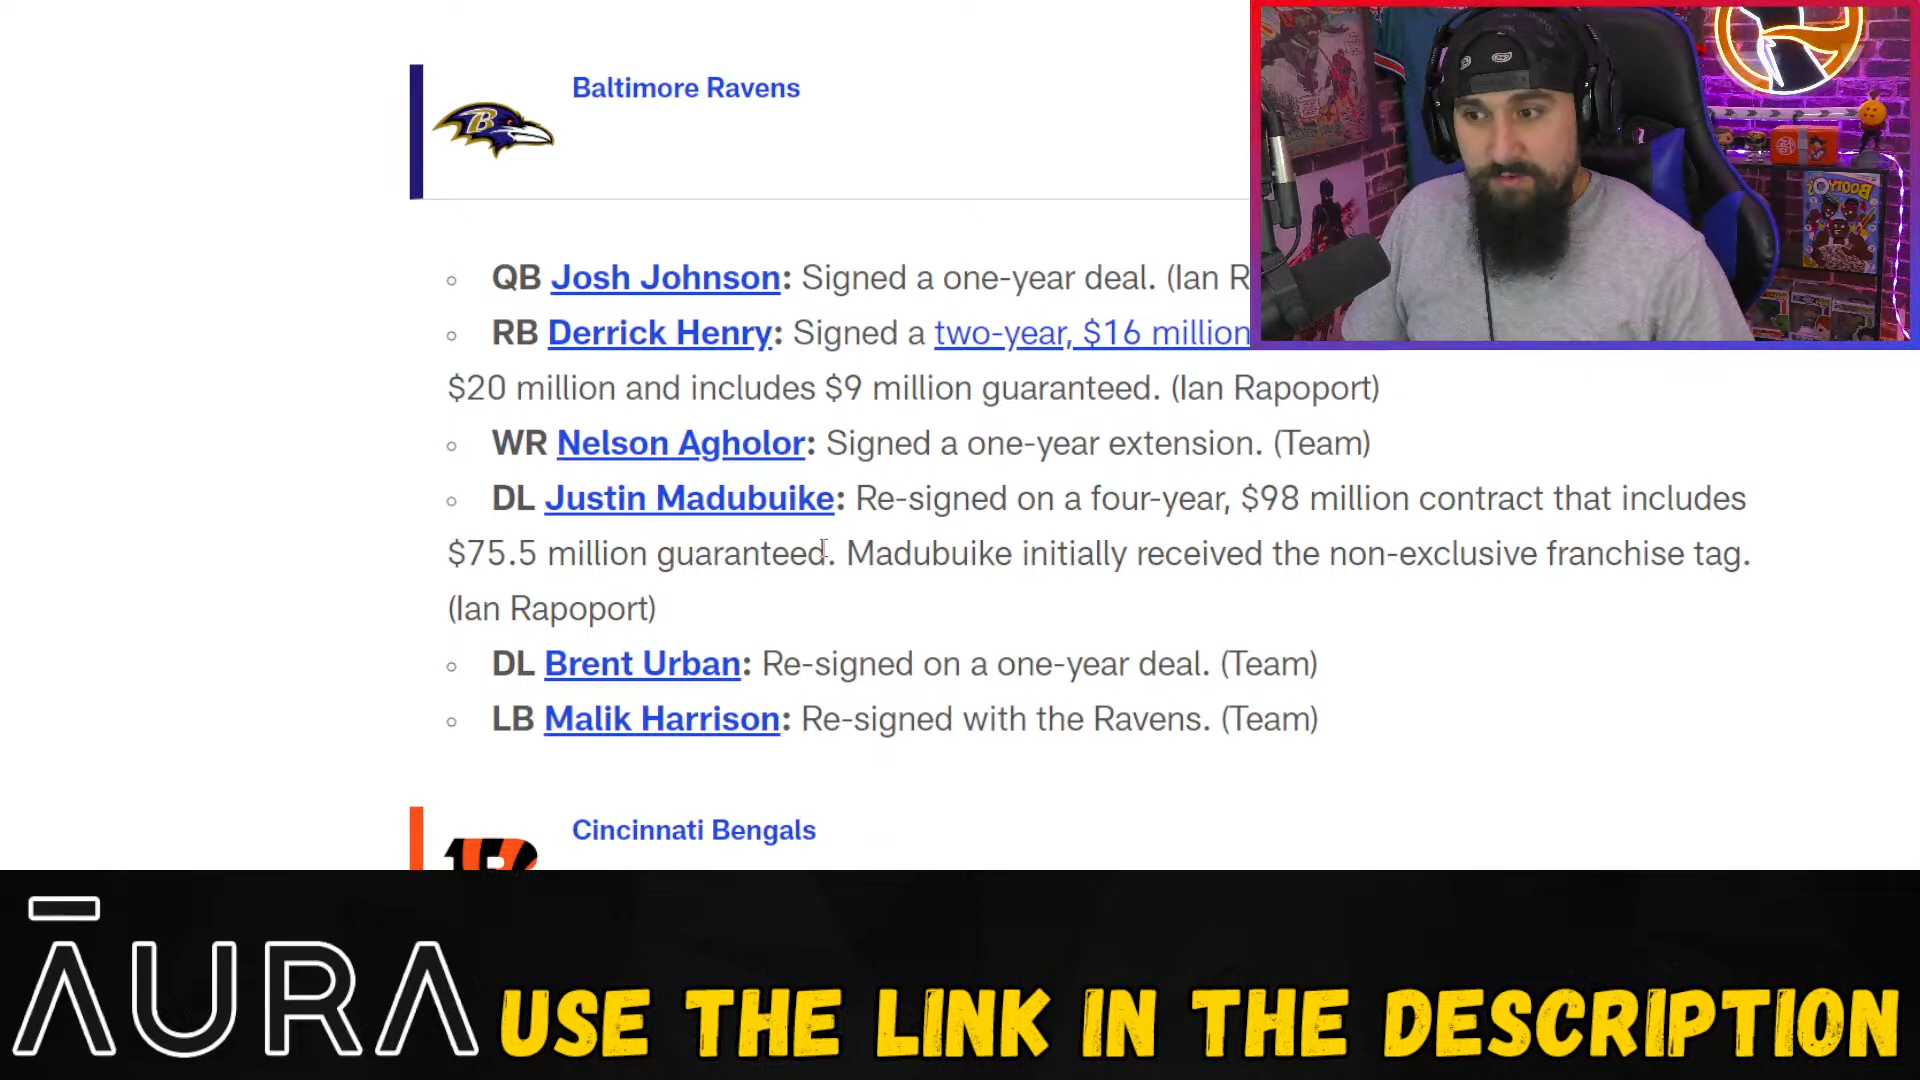 Baltimore Ravens
QB Josh Johnson: Signed a one-year deal. (Ian R
RB Derrick Henry: Signed a two-year, $16 million
$20 million and includes $9 million guaranteed. (Ian Rapoport)
WR Nelson Agholor: Signed a one-year extension. (Team)
DL Justin Madubuike: Re-signed on a four-year, $98 million contract that includes
$75.5 million guaranteed. Madubuike initially received the non-exclusive franchise tag.
(Ian Rapoport)
DL Brent Urban: Re-signed on a one-year deal. (Team)
LB Malik Harrison: Re-signed with the Ravens. (Team)
Cincinnati Bengals
ĀURA USE THE LINK IN THE DESCRIPTION